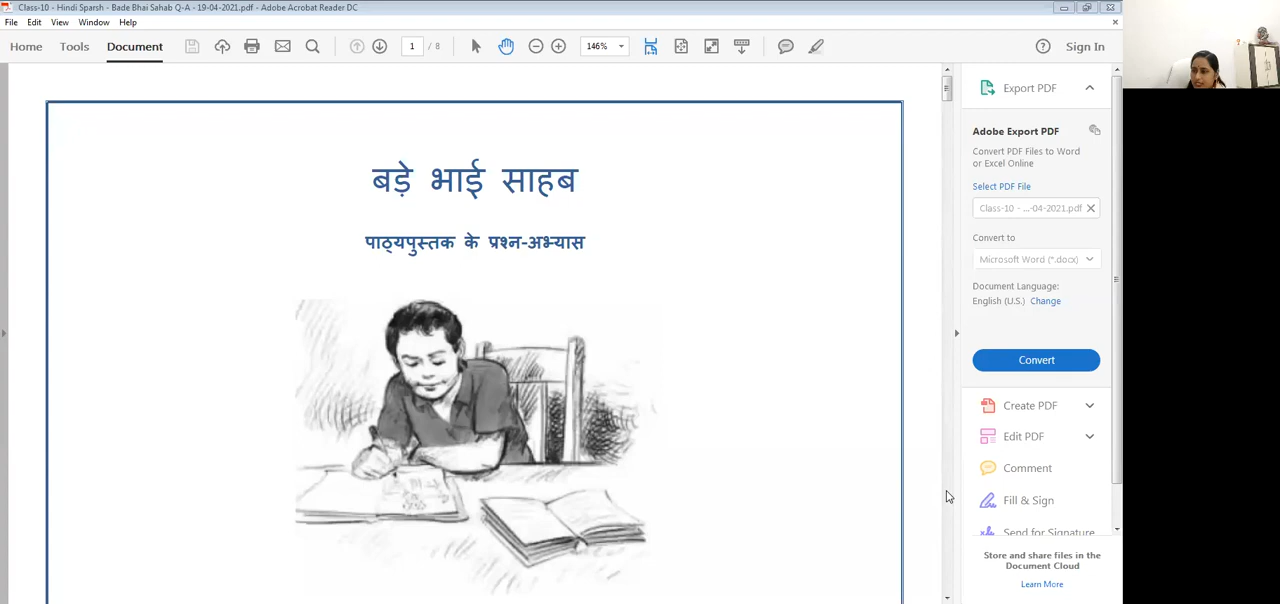 Class-10 - Hindi Sparsh - Bade Bhai Sahab Q-A - 19-04-2021.pdf - Adobe Acrobat Reader DC
File Edit View Window Help
Home Tools Document 1 / 8 146% Sign In
बड़े भाई साहब
पाठ्यपुस्तक के प्रश्न-अभ्यास
Export PDF
Adobe Export PDF
Convert PDF Files to Word
or Excel Online
Select PDF File
Class-10 - ...-04-2021.pdf
Convert to
Microsoft Word (*.docx)
Document Language:
English (U.S.) Change
Convert
Create PDF
Edit PDF
Comment
Fill & Sign
Send for Signature
Store and share files in the
Document Cloud
Learn More